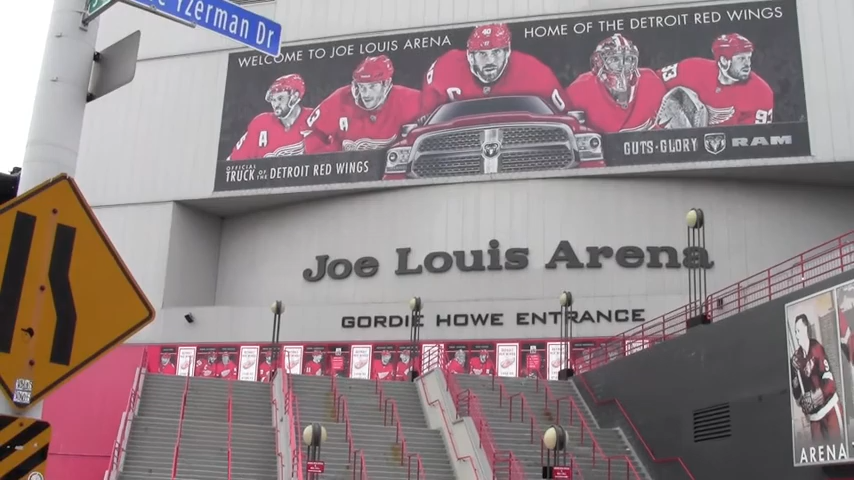 Yzerman Dr
WELCOME TO JOE LOUIS ARENA
HOME OF THE DETROIT RED WINGS
OFFICIAL
TRUCK OF THE DETROIT RED WINGS
GUTS·GLORY RAM
Joe Louis Arena
GORDIE HOWE ENTRANCE
ARENA